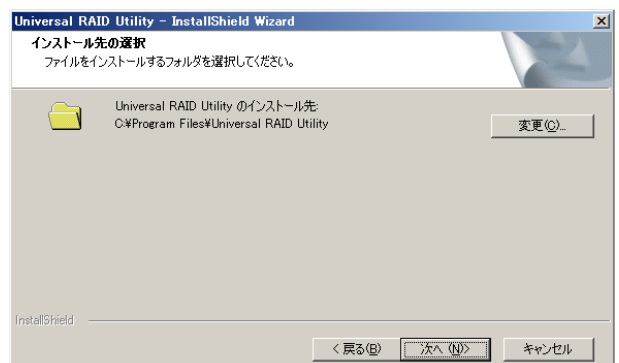 Universal RAID Utility - InstallShield Wizard
インストール先の選択
ファイルをインストールするフォルダを選択してください。
Universal RAID Utility のインストール先:
C:¥Program Files¥Universal RAID Utility
変更(C)...
InstallShield
< 戻る(B)
次へ (N)>
キャンセル